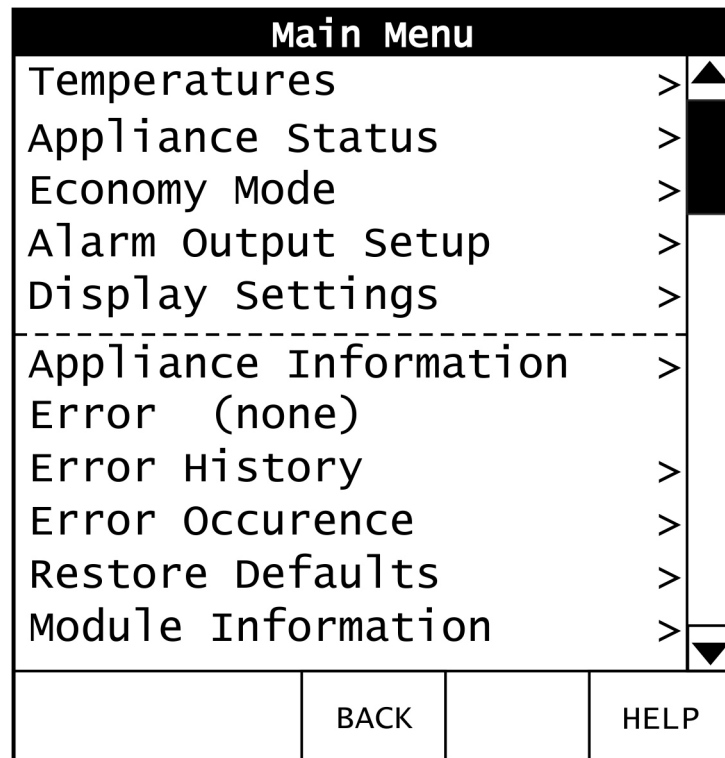 Main Menu
Temperatures >
Appliance Status >
Economy Mode >
Alarm Output Setup >
Display Settings >
Appliance Information >
Error (none)
Error History >
Error Occurence >
Restore Defaults >
Module Information >
BACK HELP